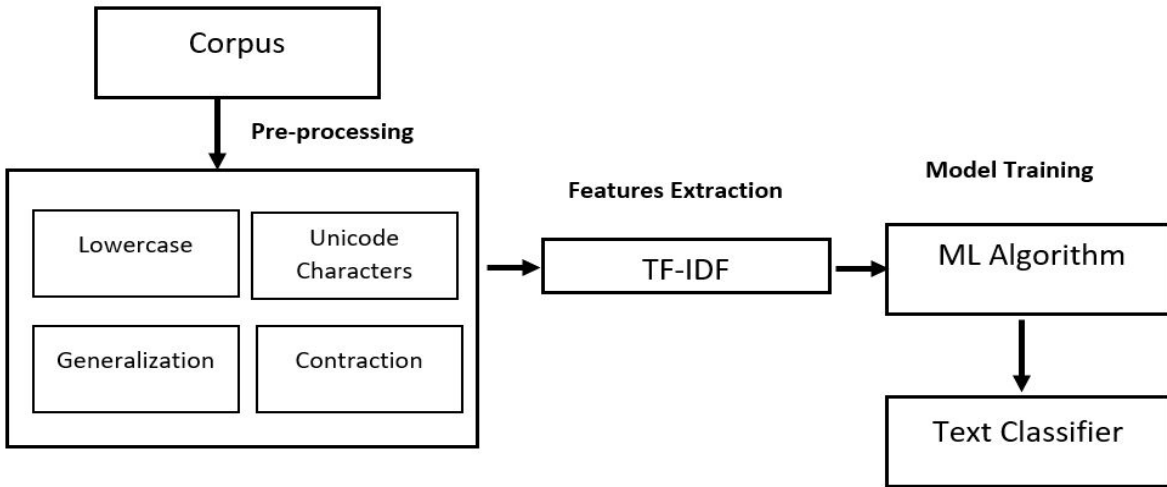 Corpus
Pre-processing
Lowercase
Unicode
Characters
Generalization
Contraction
Features Extraction
TF-IDF
Model Training
ML Algorithm
Text Classifier